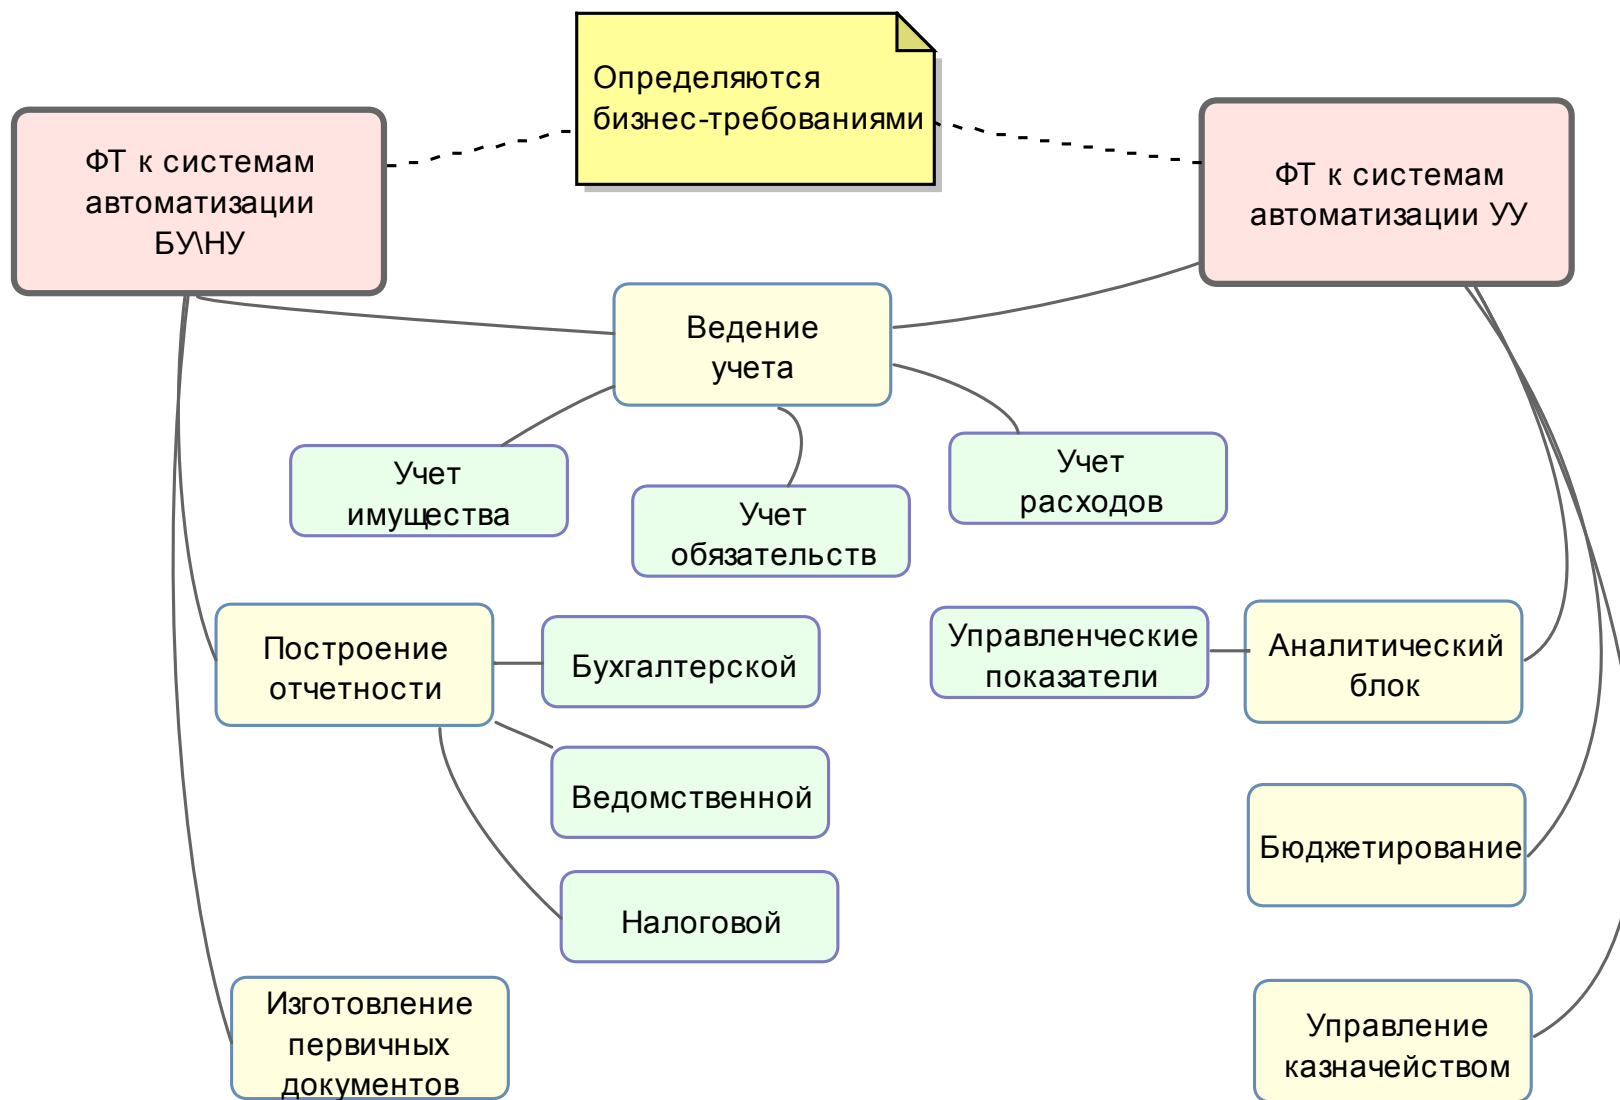 Определяются
бизнес-требованиями
ФТ к системам
автоматизации
БУ\НУ
ФТ к системам
автоматизации УУ
Ведение
учета
Учет
имущества
Учет
обязательств
Учет
расходов
Построение
отчетности
Бухгалтерской
Ведомственной
Налоговой
Управленческие
показатели
Аналитический
блок
Бюджетирование
Изготовление
первичных
документов
Управление
казначейством